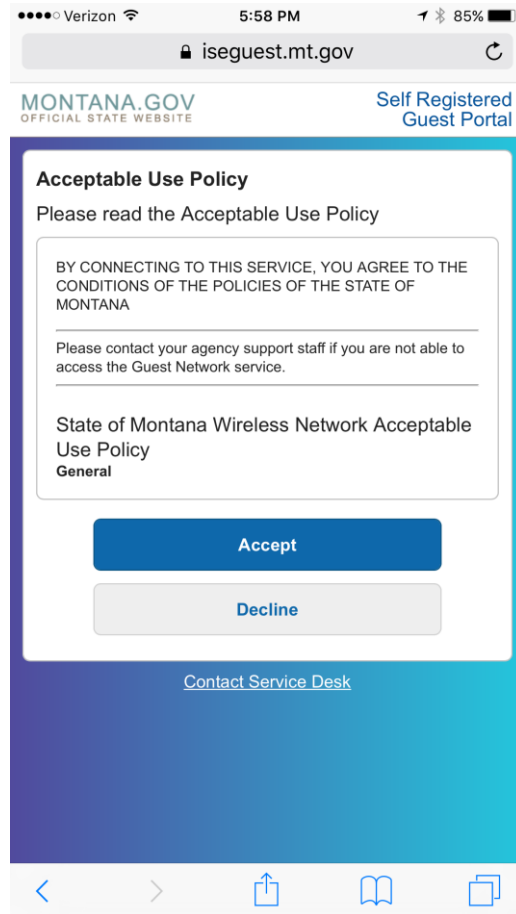 Verizon 5:58 PM 85%
iseguest.mt.gov
MONTANA.GOV
OFFICIAL STATE WEBSITE
Self Registered
Guest Portal
Acceptable Use Policy
Please read the Acceptable Use Policy
BY CONNECTING TO THIS SERVICE, YOU AGREE TO THE
CONDITIONS OF THE POLICIES OF THE STATE OF
MONTANA
Please contact your agency support staff if you are not able to
access the Guest Network service.
State of Montana Wireless Network Acceptable
Use Policy
General
Accept
Decline
Contact Service Desk